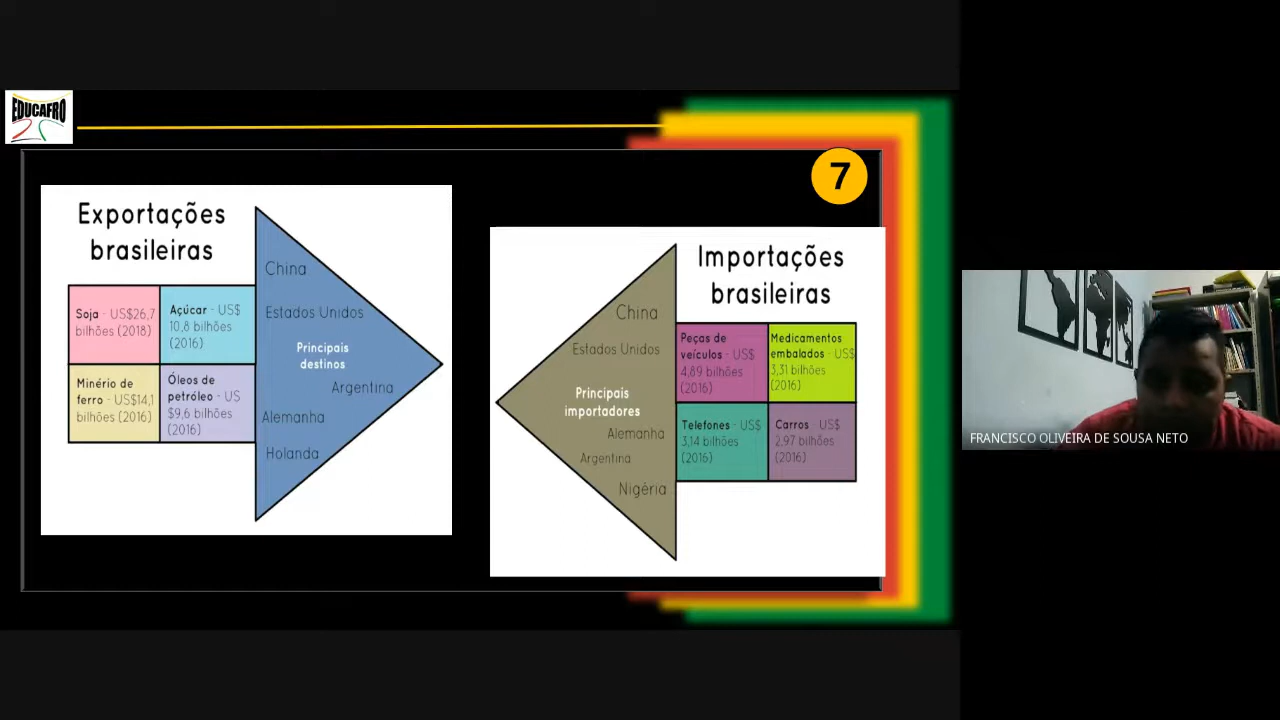 EDUCAFRO
7
Exportações
brasileiras
Soja - US$26,7
bilhões (2018)
Açúcar - US$
10,8 bilhões
(2016)
Minério de
ferro - US$14,1
bilhões (2016)
Óleos de
petróleo - US
$9,6 bilhões
(2016)
China
Estados Unidos
Principais
destinos
Argentina
Alemanha
Holanda
Importações
brasileiras
China
Estados Unidos
Principais
importadores
Alemanha
Argentina
Nigéria
Peças de
veículos - US$
4,89 bilhões
(2016)
Medicamentos
embalados - US$
3,31 bilhões
(2016)
Telefones - US$
3,14 bilhões
(2016)
Carros - US$
2,97 bilhões
(2016)
FRANCISCO OLIVEIRA DE SOUSA NETO